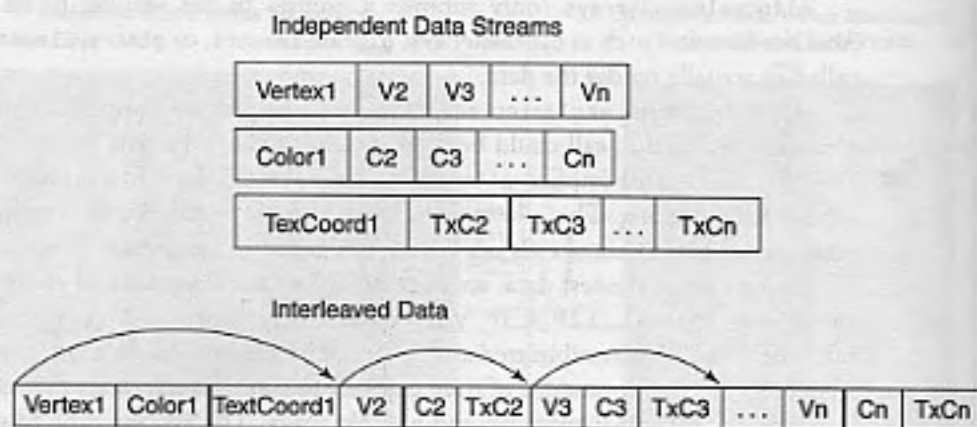 Independent Data Streams
Vertex1 V2 V3 ... Vn
Color1 C2 C3 ... Cn
TexCoord1 TxC2 TxC3 ... TxCn
Interleaved Data
Vertex1 Color1 TextCoord1 V2 C2 TxC2 V3 C3 TxC3 ... Vn Cn TxCn